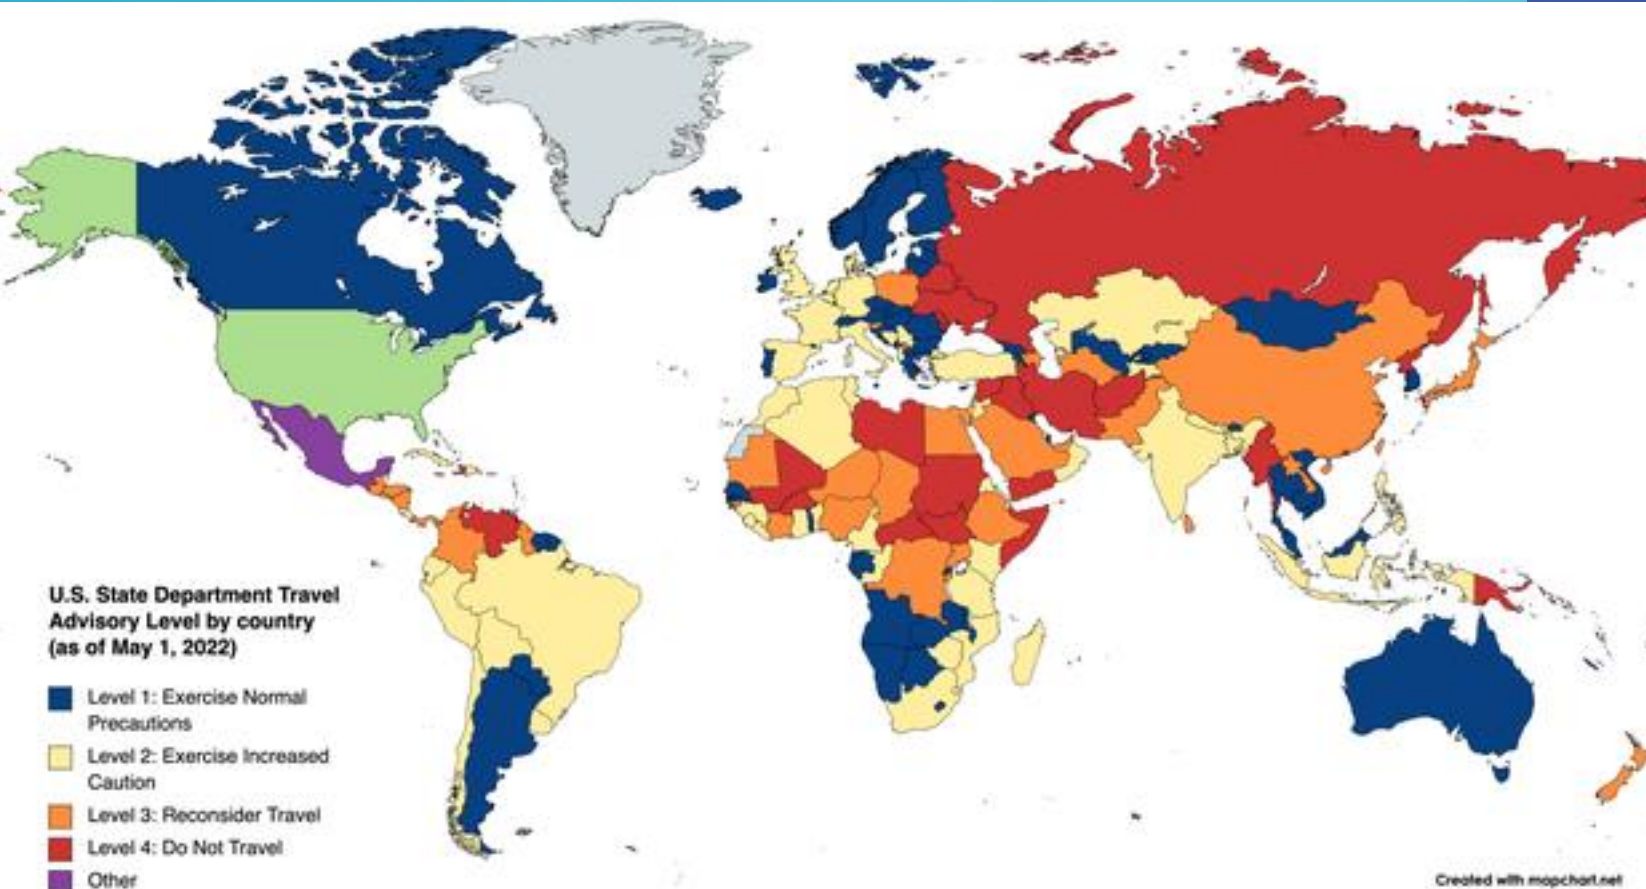 U.S. State Department Travel
Advisory Level by country
(as of May 1, 2022)
Level 1: Exercise Normal
Precautions
Level 2: Exercise Increased
Caution
Level 3: Reconsider Travel
Level 4: Do Not Travel
Other
Created with mapchart.net